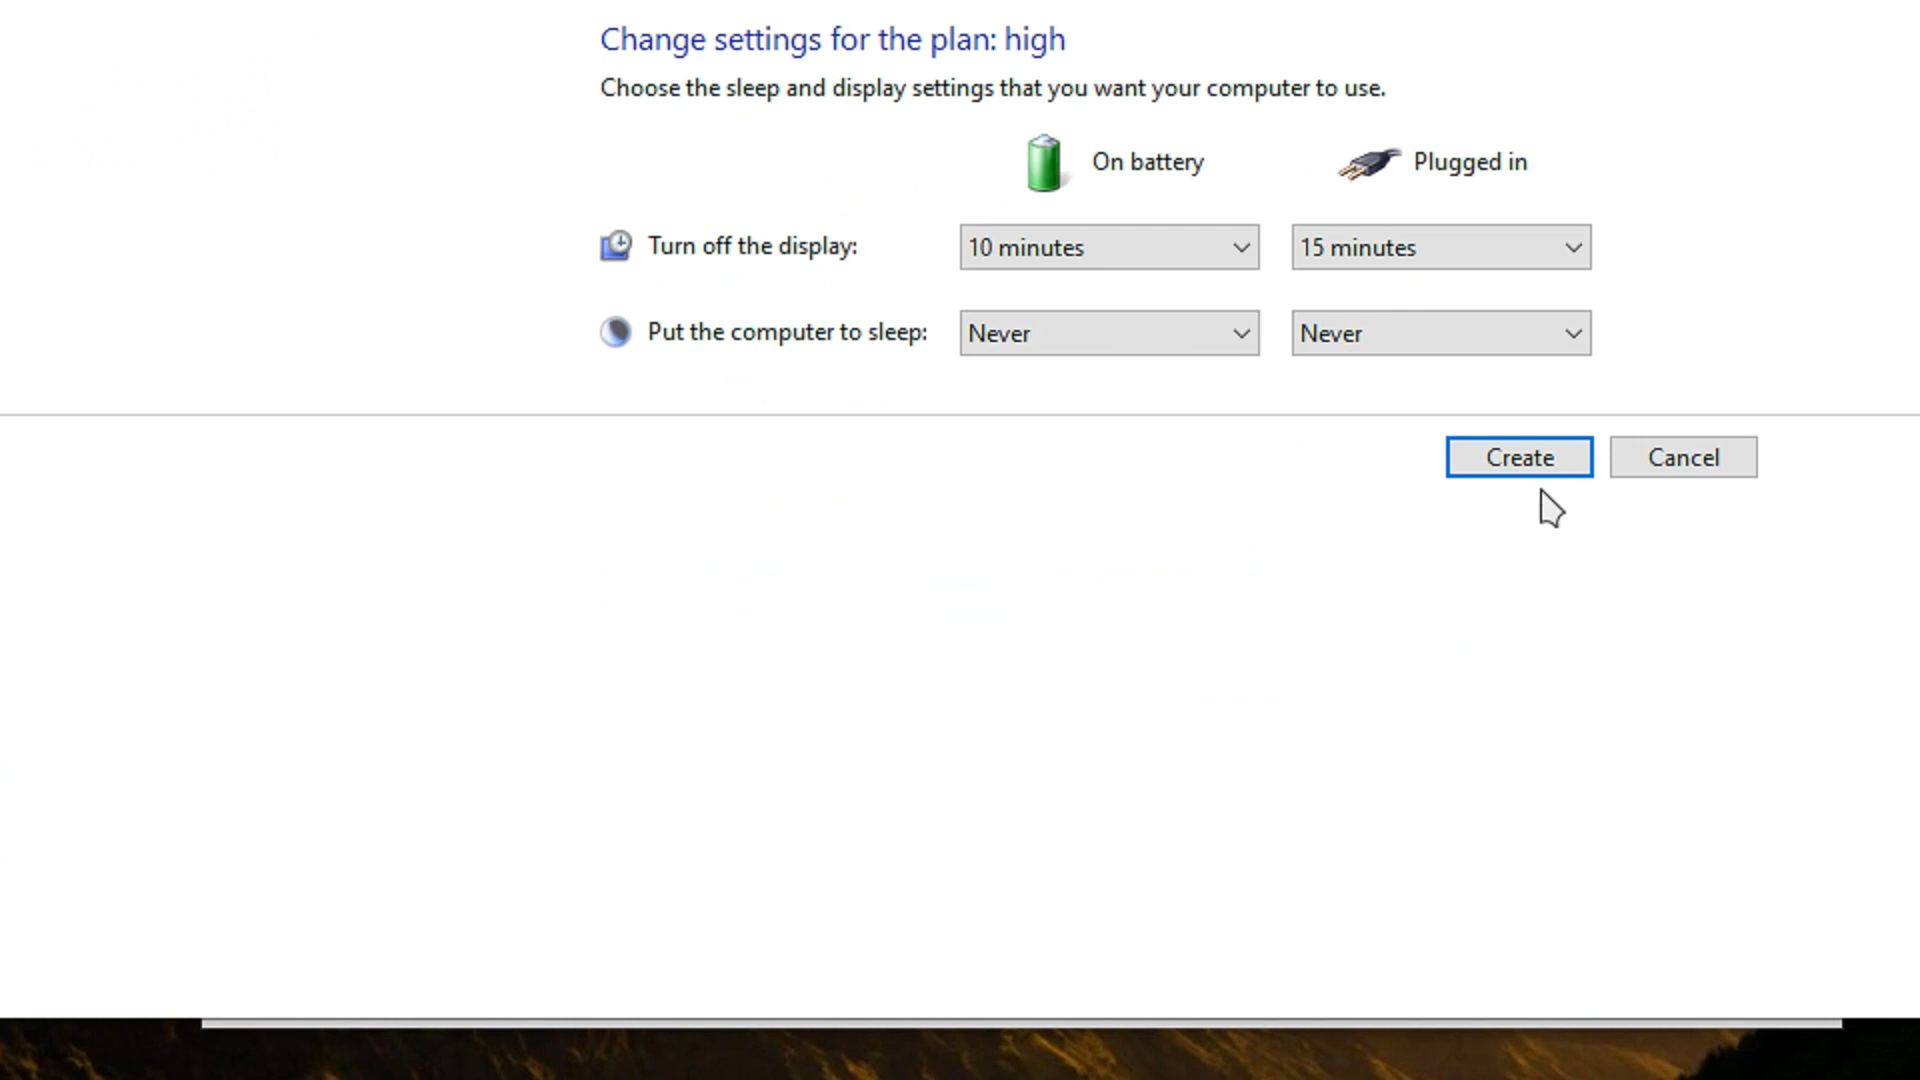 Change settings for the plan: high
Choose the sleep and display settings that you want your computer to use.
On battery Plugged in
Turn off the display: 10 minutes 15 minutes
Put the computer to sleep: Never Never
Create Cancel